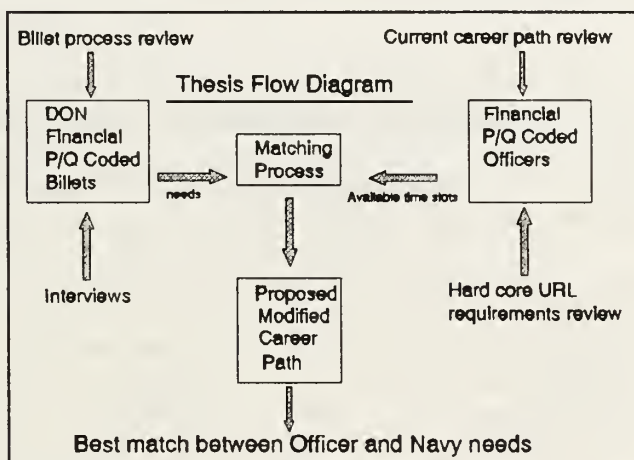 Billet process review
Current career path review
Thesis Flow Diagram
DON
Financial
P/Q Coded
Billets
needs
Matching
Process
Available time slots
Financial
P/Q Coded
Officers
Interviews
Hard core URL
requirements review
Proposed
Modified
Career
Path
Best match between Officer and Navy needs